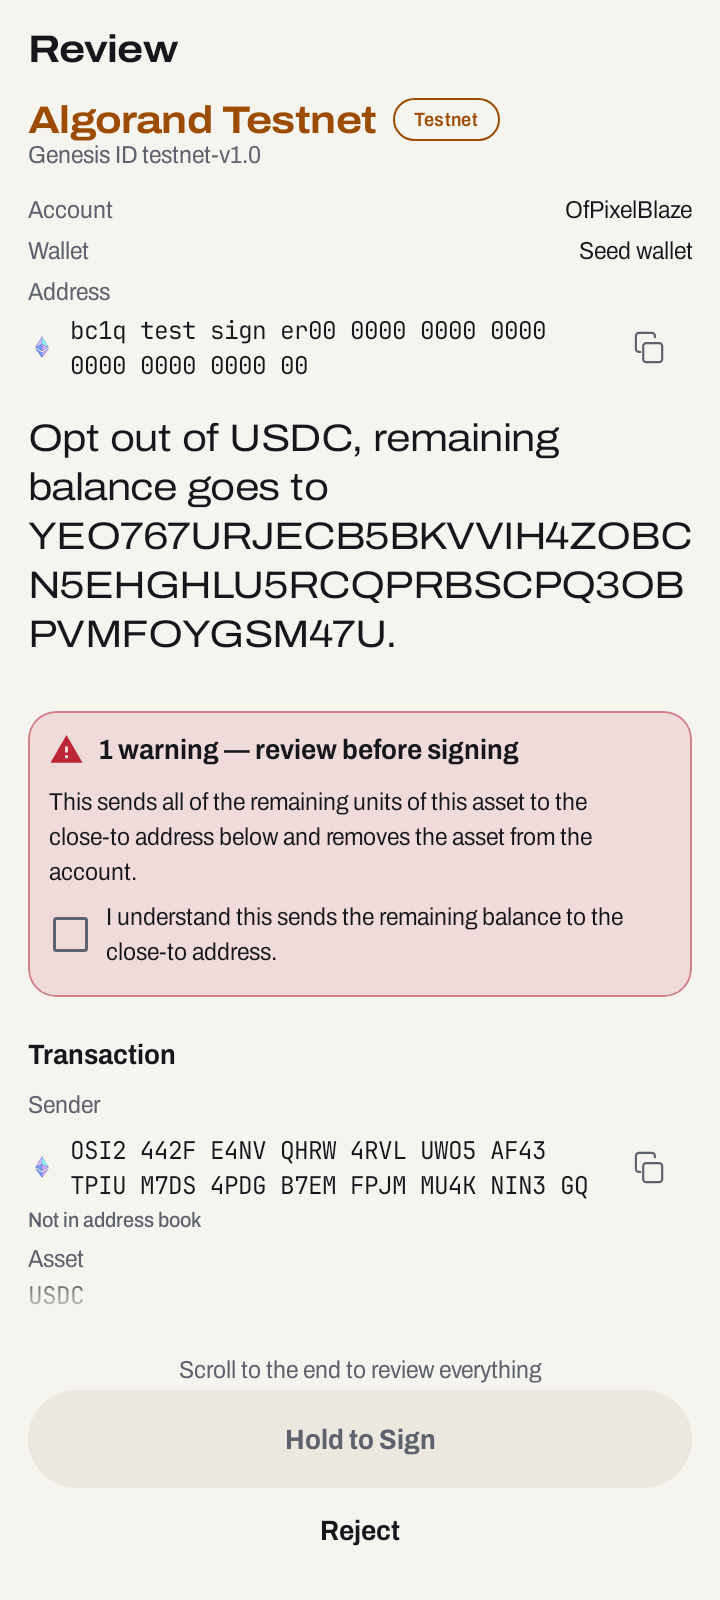 Review
Algorand Testnet Testnet
Genesis ID testnet-v1.0
Account OfPixelBlaze
Wallet Seed wallet
Address
bc1q test sign er00 0000 0000 0000
0000 0000 0000 00
Opt out of USDC, remaining
balance goes to
YEO767URJECB5BKVVIH4ZOBC
N5EHGHLU5RCQPRBSCPQ3OB
PVMFOYGSM47U.
1 warning — review before signing
This sends all of the remaining units of this asset to the
close-to address below and removes the asset from the
account.
I understand this sends the remaining balance to the
close-to address.
Transaction
Sender
OSI2 442F E4NV QHRW 4RVL UWO5 AF43
TPIU M7DS 4PDG B7EM FPJM MU4K NIN3 GQ
Not in address book
Asset
USDC
Scroll to the end to review everything
Hold to Sign
Reject